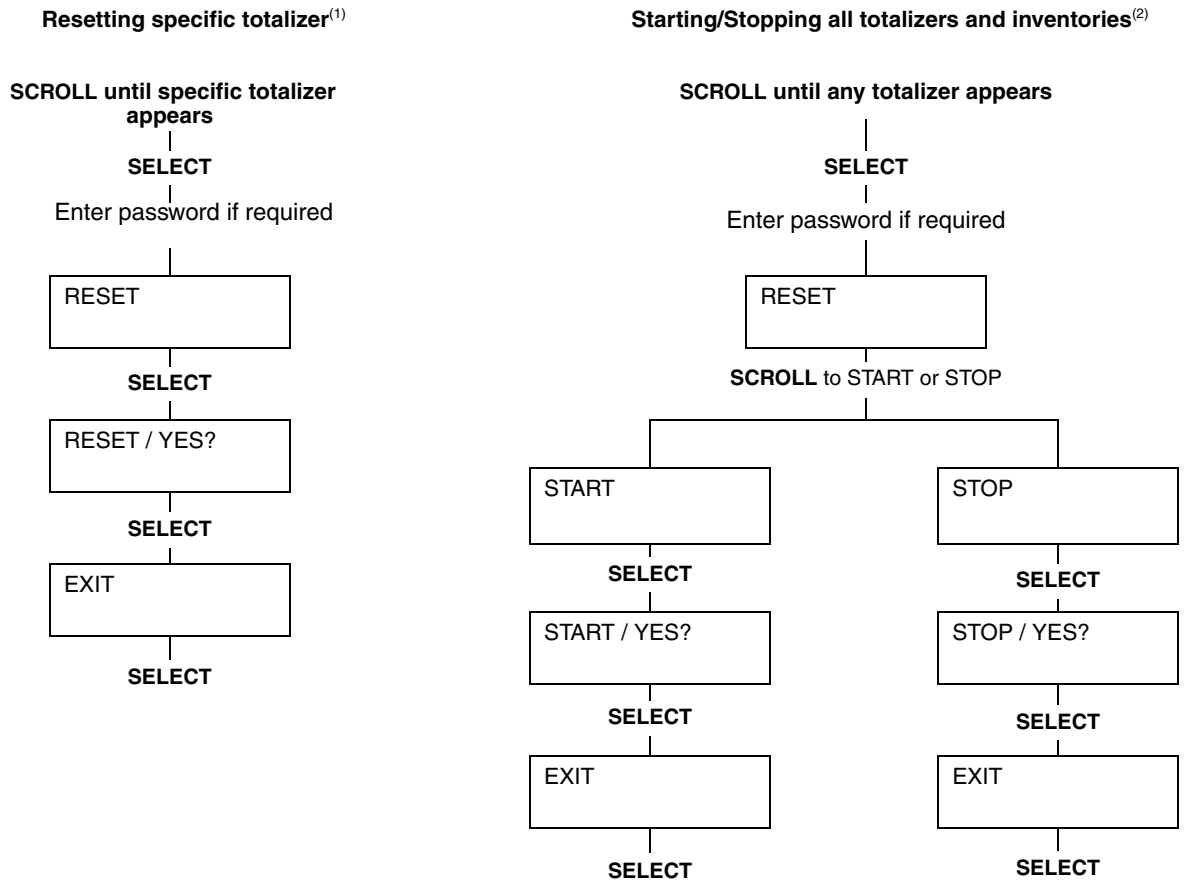 Resetting specific totalizer(1)
SCROLL until specific totalizer
appears
SELECT
Enter password if required
RESET
SELECT
RESET / YES?
SELECT
EXIT
SELECT
Starting/Stopping all totalizers and inventories(2)
SCROLL until any totalizer appears
SELECT
Enter password if required
RESET
SCROLL to START or STOP
START
SELECT
START / YES?
SELECT
EXIT
SELECT
STOP
SELECT
STOP / YES?
SELECT
EXIT
SELECT